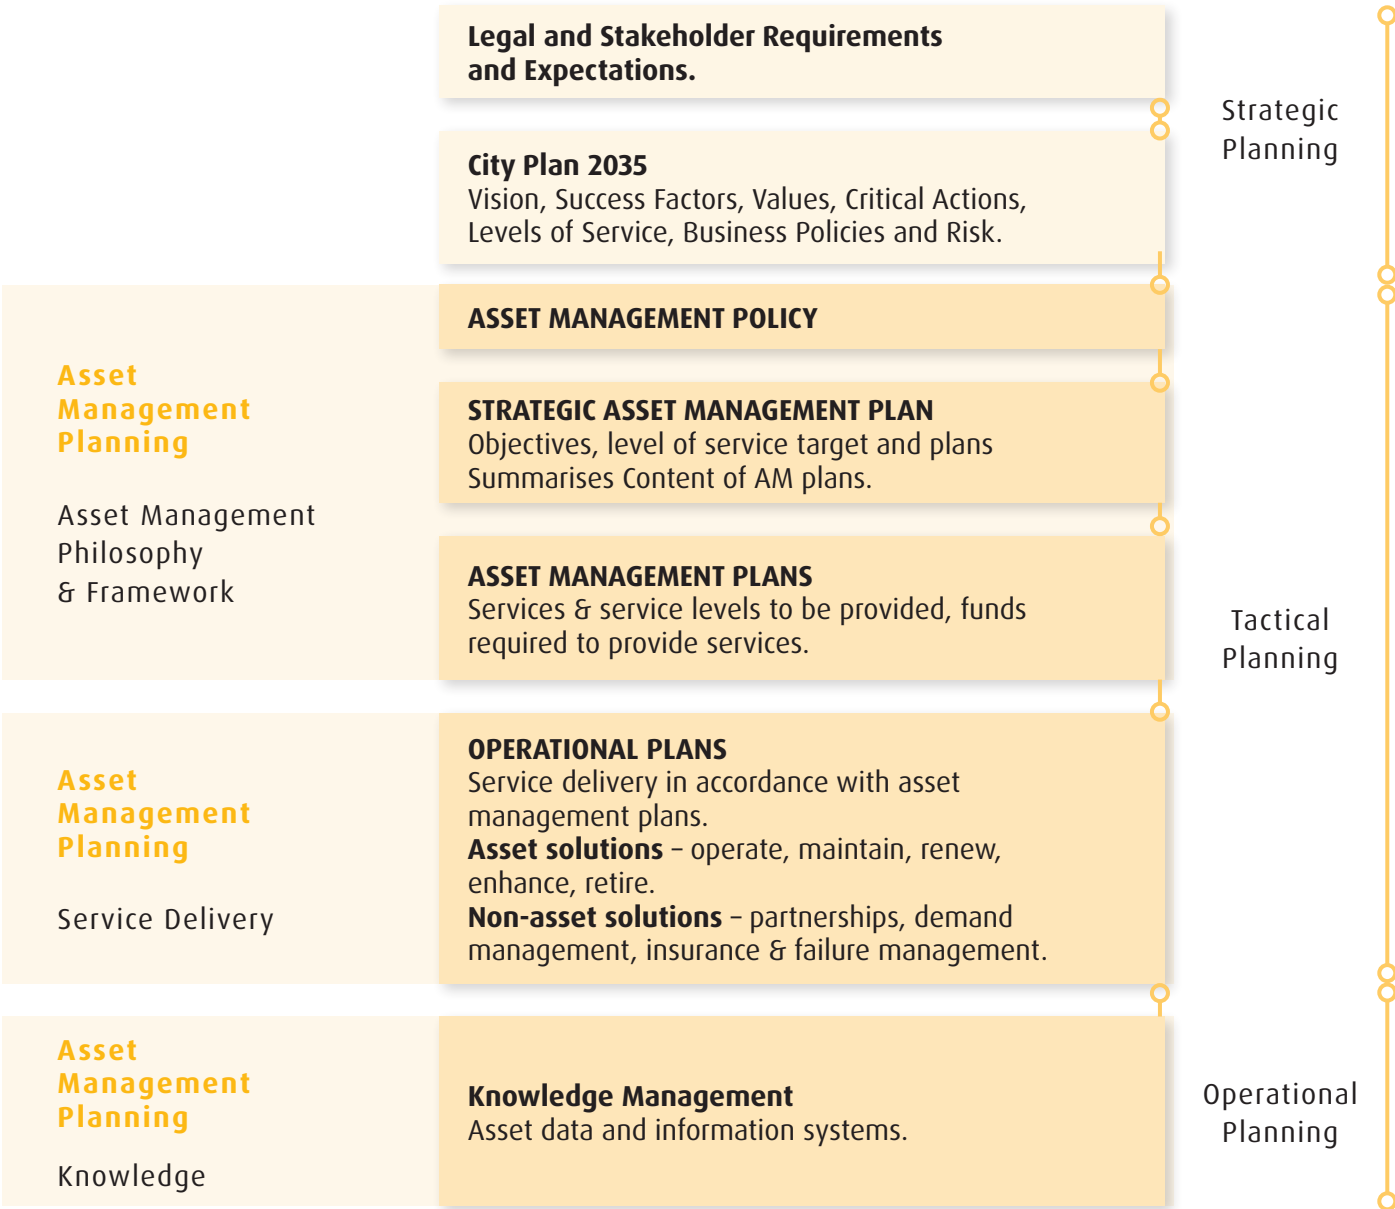 Legal and Stakeholder Requirements
and Expectations.
City Plan 2035
Vision, Success Factors, Values, Critical Actions,
Levels of Service, Business Policies and Risk.
Strategic
Planning
Asset
Management
Planning
Asset Management
Philosophy
& Framework
ASSET MANAGEMENT POLICY
STRATEGIC ASSET MANAGEMENT PLAN
Objectives, level of service target and plans
Summarises Content of AM plans.
ASSET MANAGEMENT PLANS
Services & service levels to be provided, funds
required to provide services.
Tactical
Planning
Asset
Management
Planning
Service Delivery
OPERATIONAL PLANS
Service delivery in accordance with asset
management plans.
Asset solutions – operate, maintain, renew,
enhance, retire.
Non-asset solutions – partnerships, demand
management, insurance & failure management.
Asset
Management
Planning
Knowledge
Knowledge Management
Asset data and information systems.
Operational
Planning